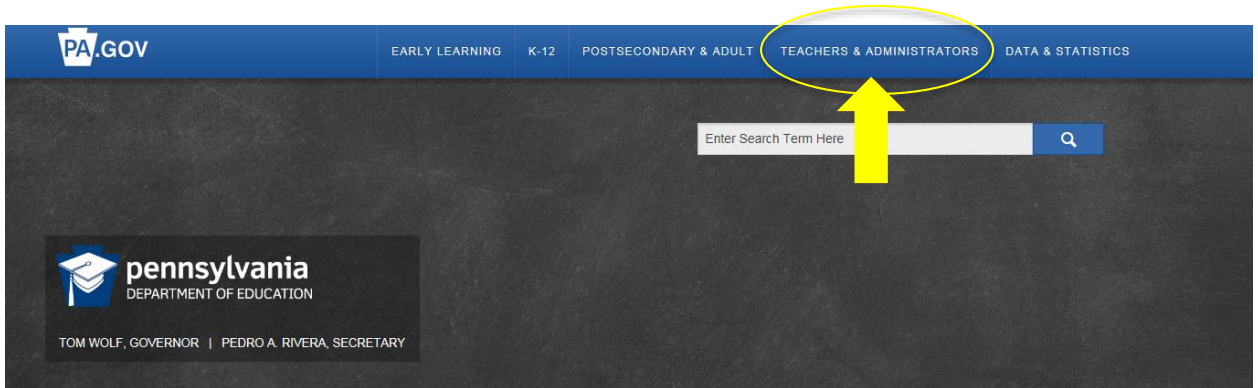 PA.GOV
EARLY LEARNING K-12 POSTSECONDARY & ADULT TEACHERS & ADMINISTRATORS DATA & STATISTICS
Enter Search Term Here
pennsylvania
DEPARTMENT OF EDUCATION
TOM WOLF, GOVERNOR | PEDRO A. RIVERA, SECRETARY